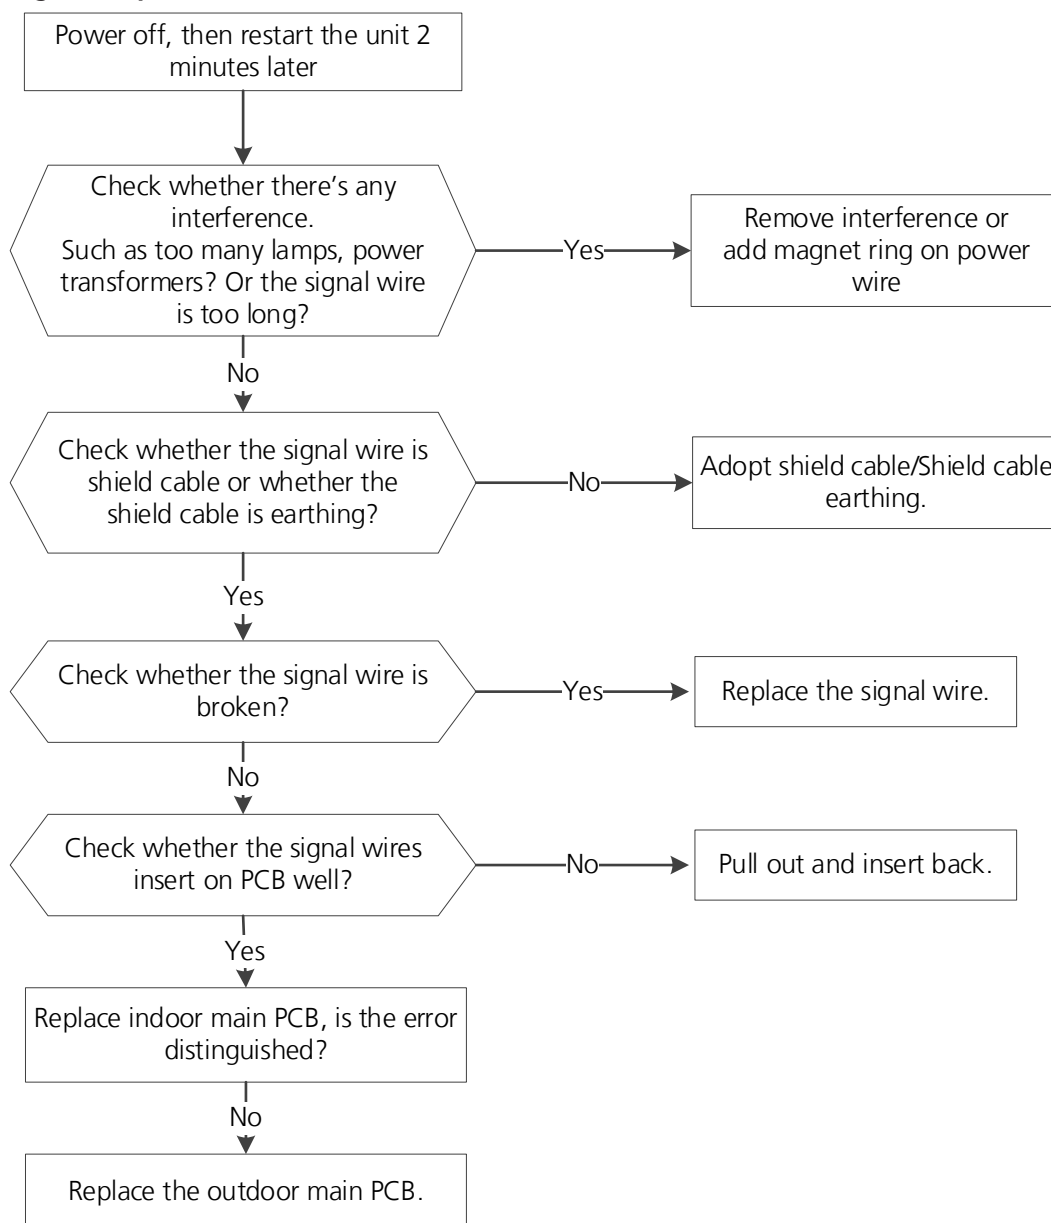 Power off, then restart the unit 2
minutes later
Check whether there’s any
interference.
Such as too many lamps, power
transformers? Or the signal wire
is too long?
Yes
Remove interference or
add magnet ring on power
wire
No
Check whether the signal wire is
shield cable or whether the
shield cable is earthing?
No
Adopt shield cable/Shield cable
earthing.
Yes
Check whether the signal wire is
broken?
Yes
Replace the signal wire.
No
Check whether the signal wires
insert on PCB well?
No
Pull out and insert back.
Yes
Replace indoor main PCB, is the error
distinguished?
No
Replace the outdoor main PCB.